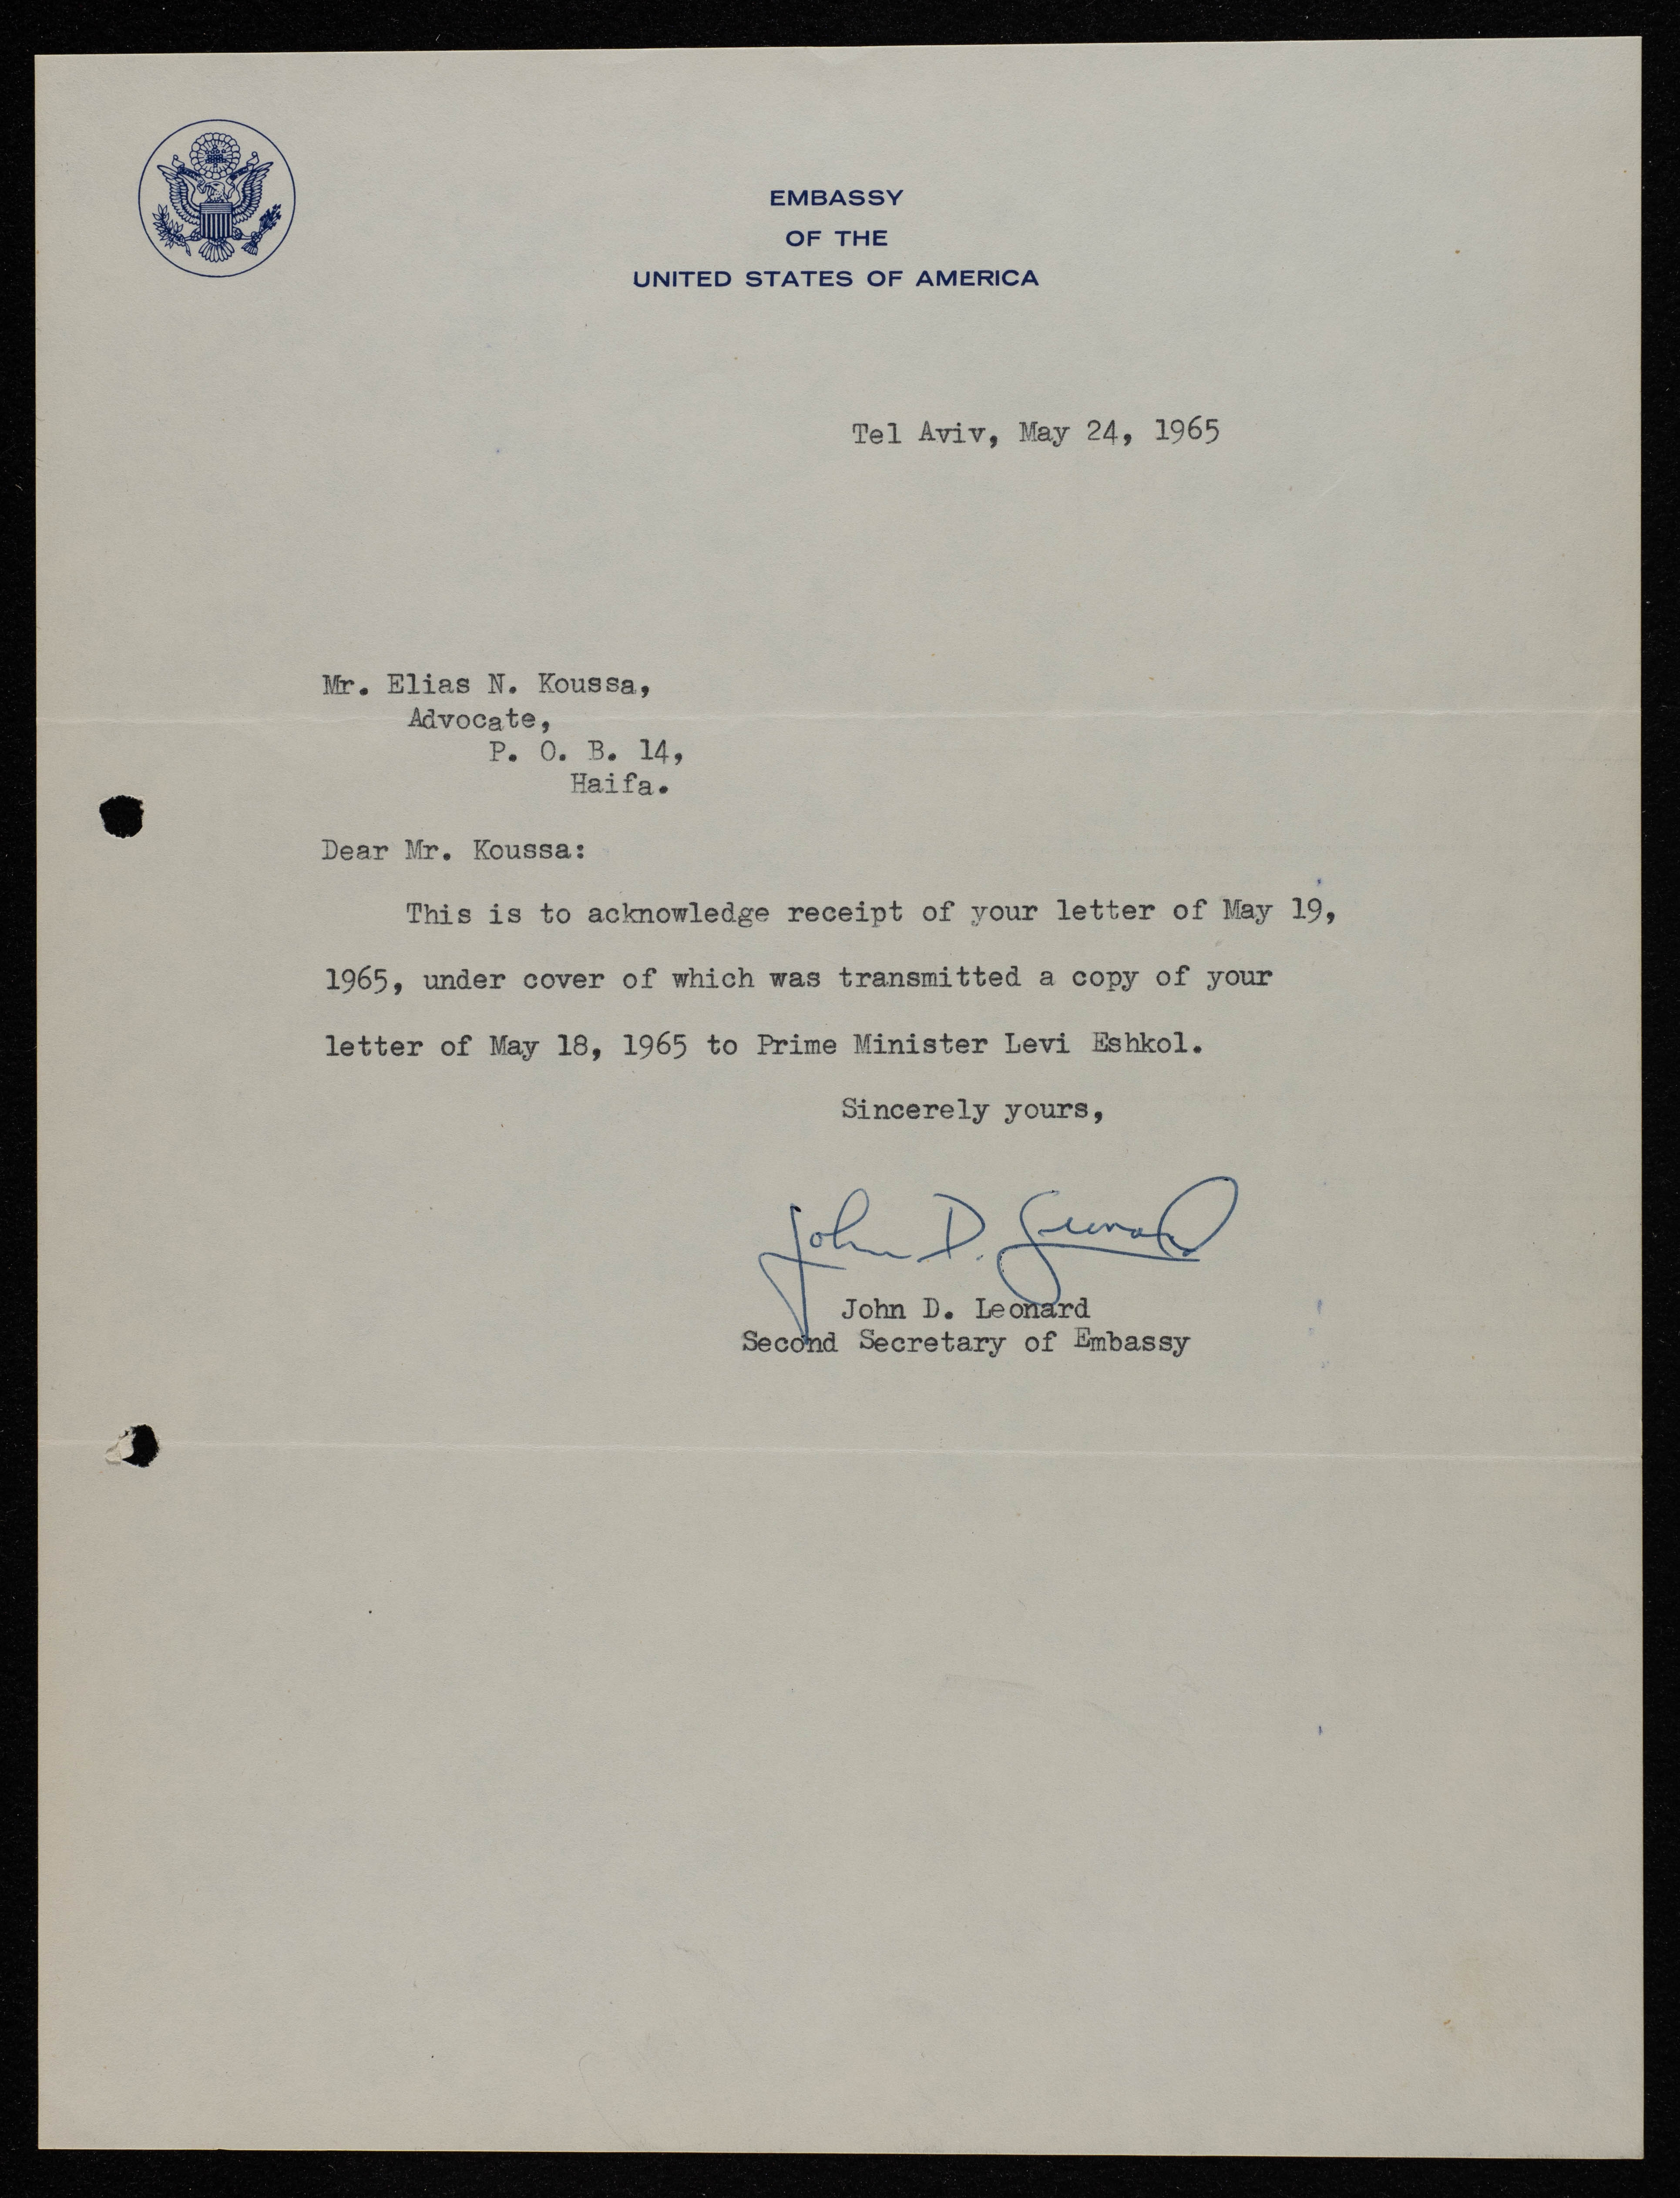 EMBASSY
OF THE
UNITED STATES OF AMERICA
Tel Aviv, May 24, 1965
Mr. Elias N. Koussa,
Advocate,
P. O. B. 14,
Haifa.
Dear Mr. Koussa:
This is to acknowledge receipt of your letter of May 19,
1965, under cover of which was transmitted a copy of your
letter of May 18, 1965 to Prime Minister Levi Eshkol.
Sincerely yours,
John D. Leonard
John D. Leonard
Second Secretary of Embassy